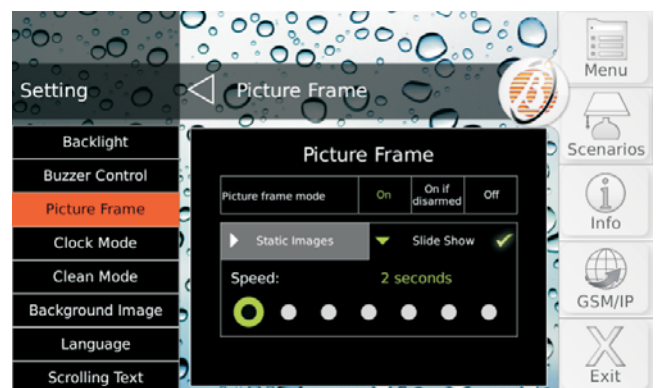 Setting
Picture Frame
Backlight
Buzzer Control
Picture Frame
Clock Mode
Clean Mode
Background Image
Language
Scrolling Text
Picture Frame
Picture frame mode
On
On if
disarmed
Off
Static Images
Slide Show
Speed:
2 seconds
Menu
Scenarios
Info
GSM/IP
Exit